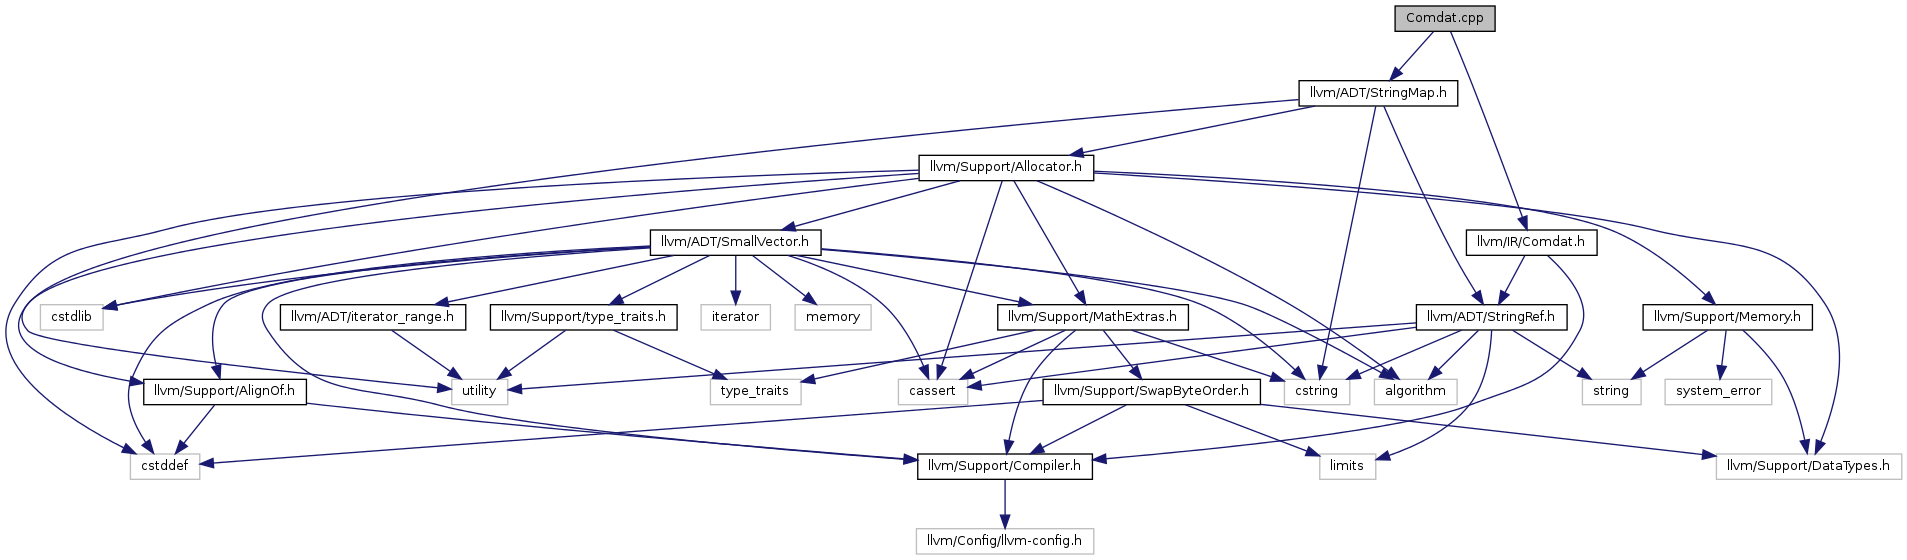 Comdat.cpp
llvm/ADT/StringMap.h
llvm/Support/Allocator.h
llvm/ADT/SmallVector.h
llvm/IR/Comdat.h
cstdlib
llvm/ADT/iterator_range.h
llvm/Support/type_traits.h
iterator
memory
llvm/Support/MathExtras.h
llvm/ADT/StringRef.h
llvm/Support/Memory.h
llvm/Support/AlignOf.h
utility
type_traits
cassert
llvm/Support/SwapByteOrder.h
cstring
algorithm
string
system_error
cstddef
llvm/Support/Compiler.h
limits
llvm/Support/DataTypes.h
llvm/Config/llvm-config.h